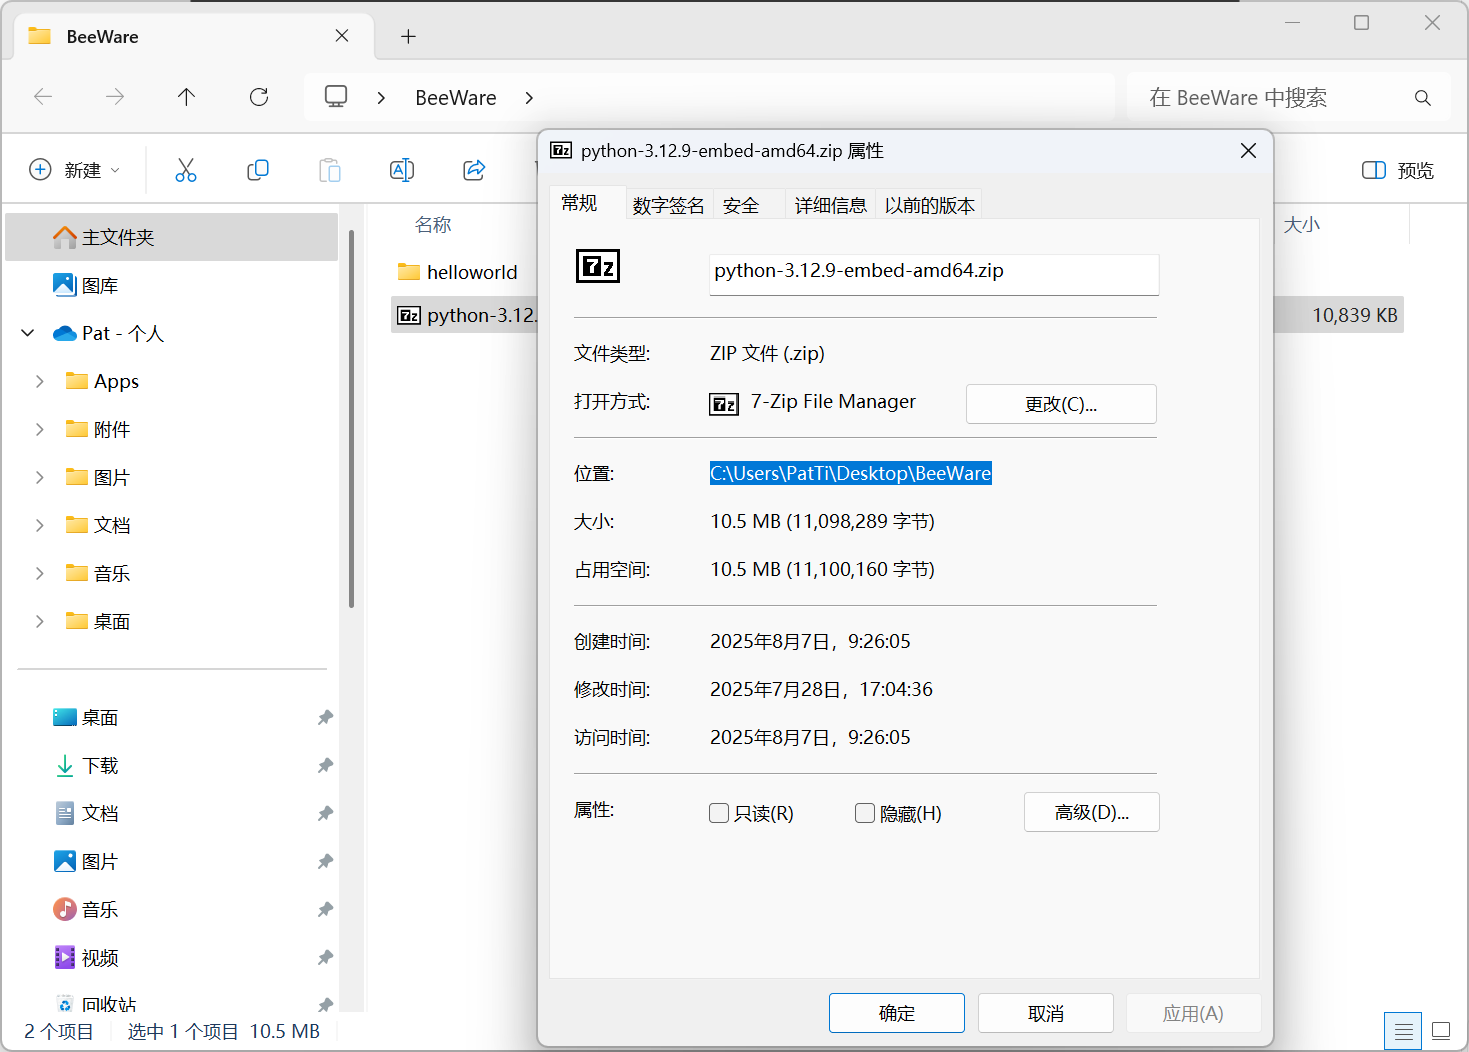 BeeWare
BeeWare
在 BeeWare 中搜索
新建
预览
主文件夹
图库
Pat - 个人
Apps
附件
图片
文档
音乐
桌面
桌面
下载
文档
图片
音乐
视频
回收站
名称
大小
helloworld
python-3.12.
10,839 KB
python-3.12.9-embed-amd64.zip 属性
常规
数字签名
安全
详细信息
以前的版本
python-3.12.9-embed-amd64.zip
文件类型:
ZIP 文件 (.zip)
打开方式:
7-Zip File Manager
更改(C)...
位置:
C:\Users\PatTi\Desktop\BeeWare
大小:
10.5 MB (11,098,289 字节)
占用空间:
10.5 MB (11,100,160 字节)
创建时间:
2025年8月7日，9:26:05
修改时间:
2025年7月28日，17:04:36
访问时间:
2025年8月7日，9:26:05
属性:
只读(R)
隐藏(H)
高级(D)...
确定
取消
应用(A)
2 个项目
选中 1 个项目 10.5 MB